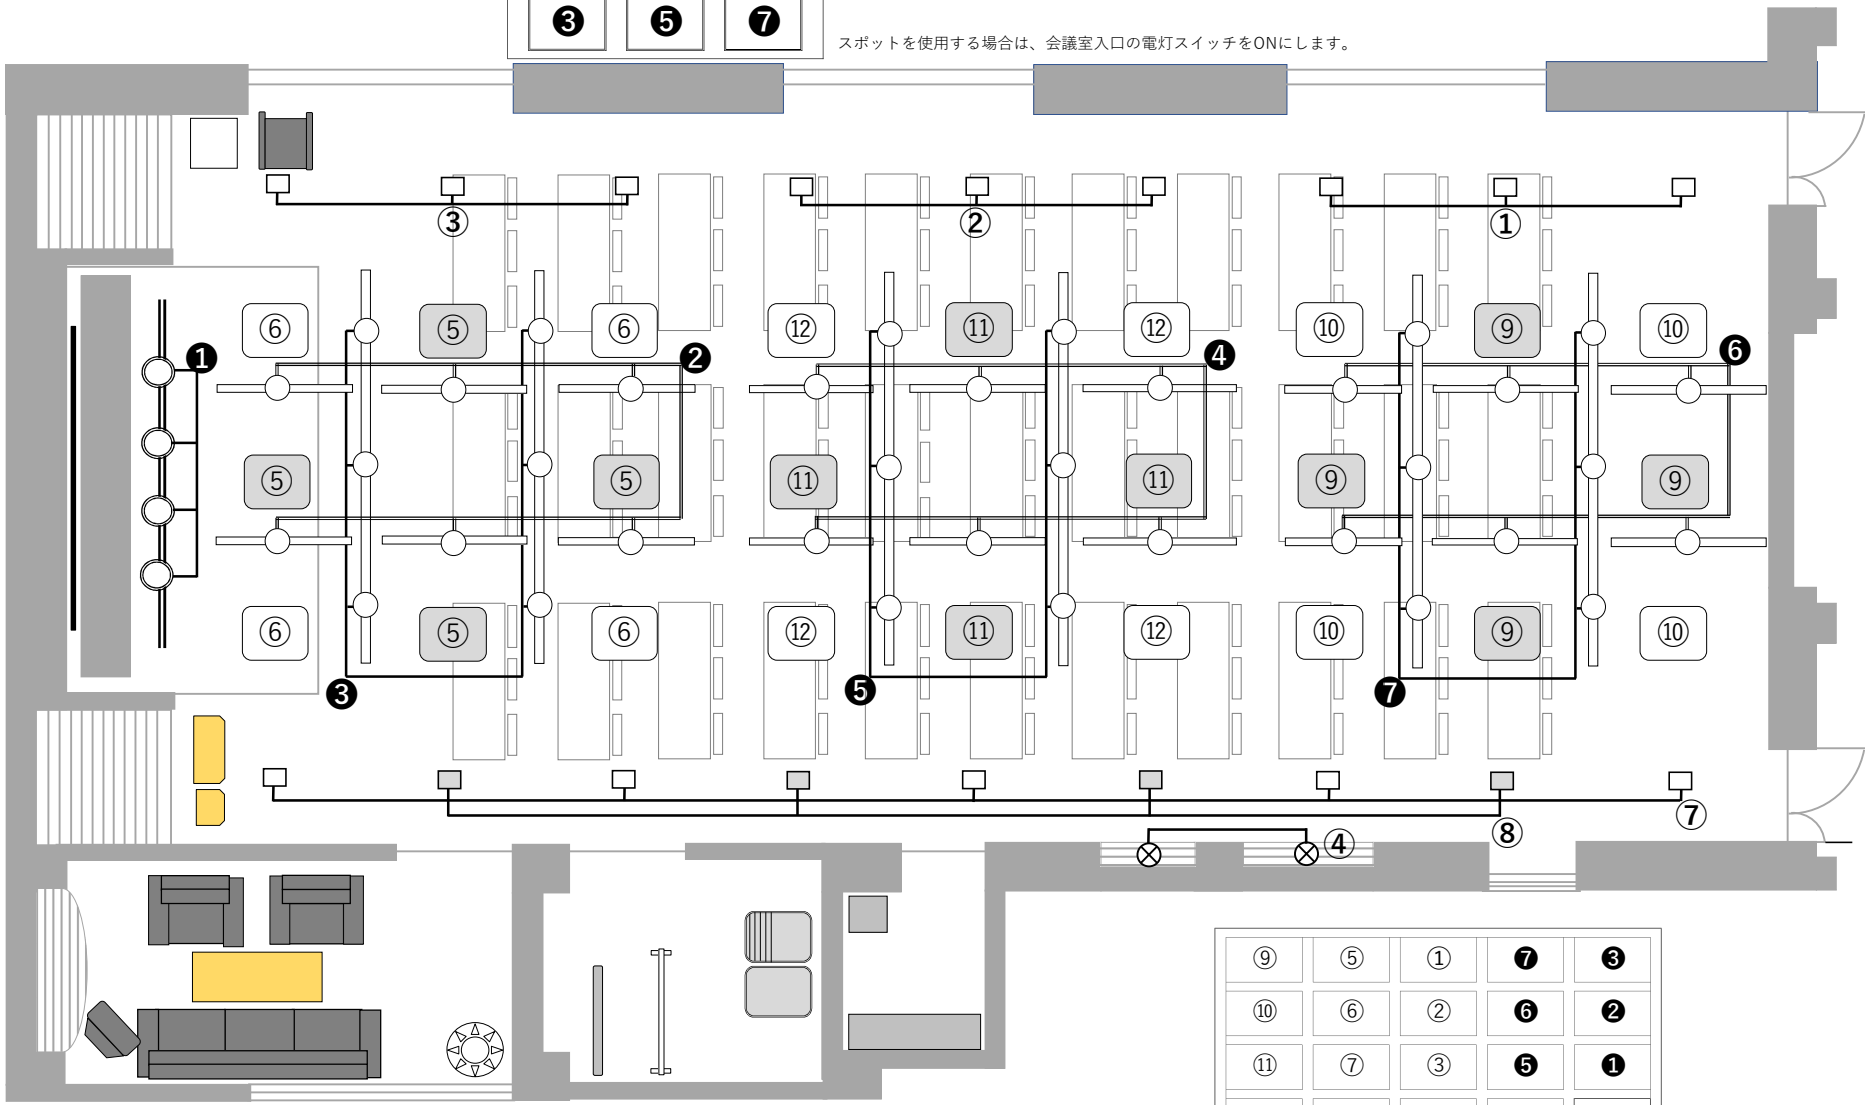 ❸ ❺ ❼
スポットを使用する場合は、会議室入口の電灯スイッチをONにします。
③ ② ①
⑥ ⑤ ⑥ ⑫ ⑪ ⑫ ⑩ ⑨ ⑩
❶ ❷ ❹ ❻
⑤ ⑤ ⑪ ⑪ ⑨ ⑨
⑥ ⑤ ⑥ ⑫ ⑪ ⑫ ⑩ ⑨ ⑩
❸ ❺ ❼
⑦
⑧
④
⑨ ⑤ ① ❼ ❸
⑩ ⑥ ② ❻ ❷
⑪ ⑦ ③ ❺ ❶